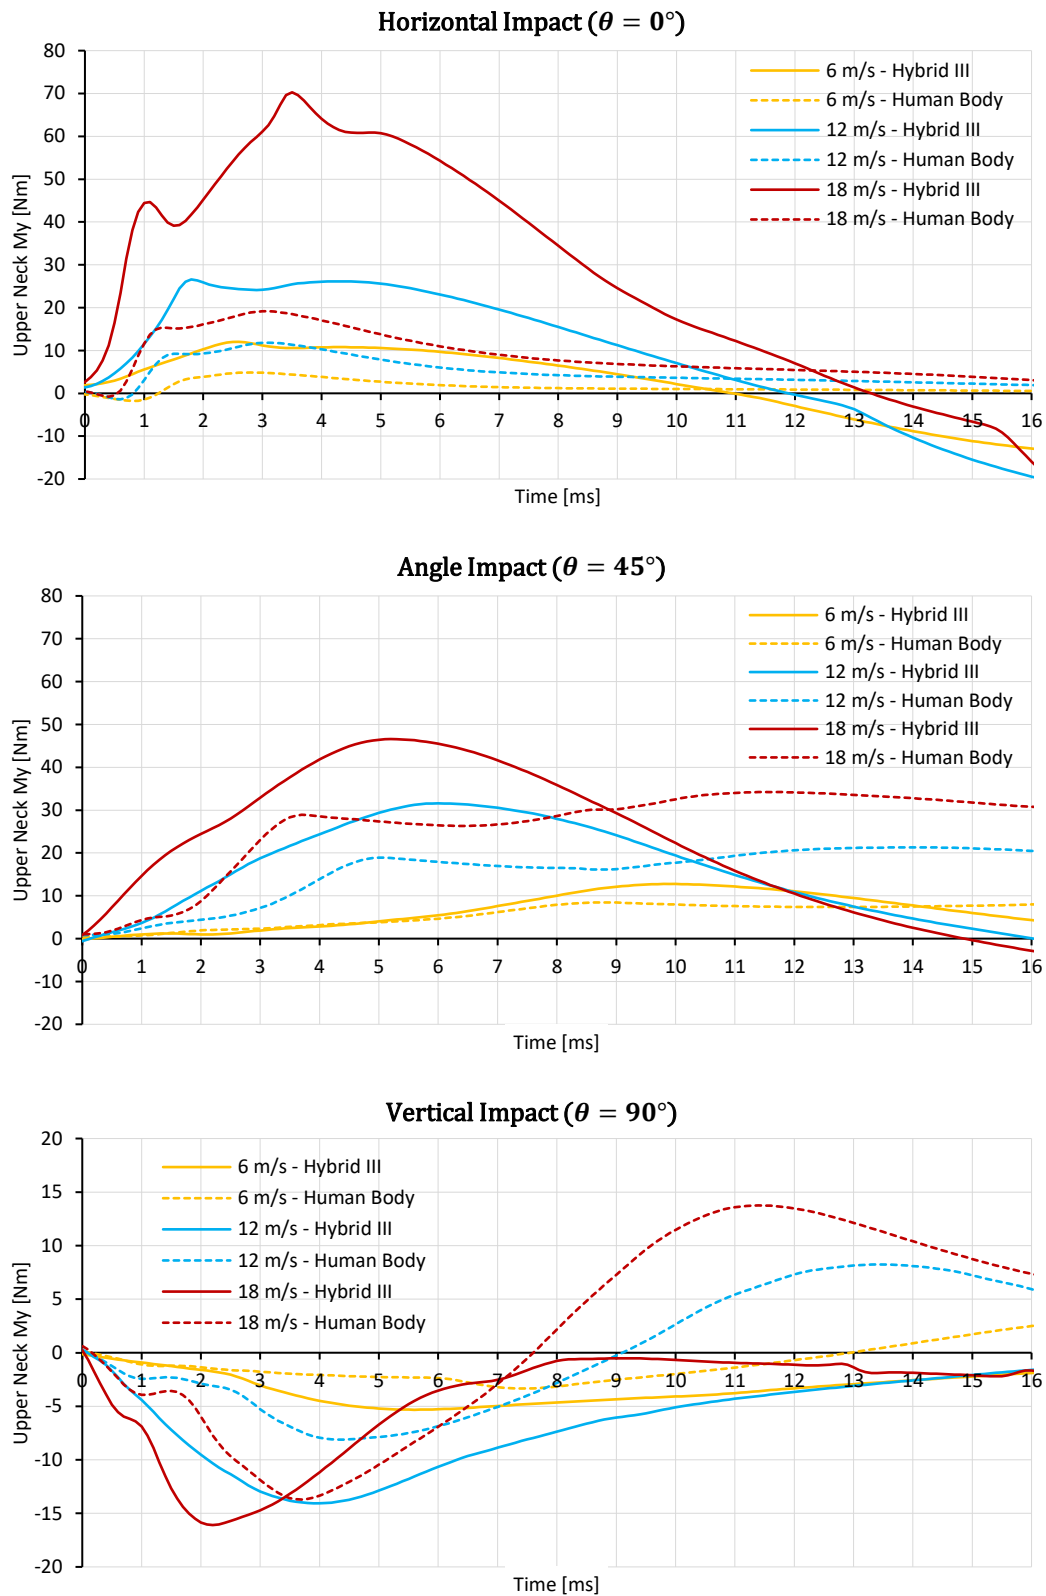 Horizontal Impact (θ = 0°)
80
70
60
50
40
30
20
10
0
-10
-20
Upper Neck My [Nm]
6 m/s - Hybrid III
6 m/s - Human Body
12 m/s - Hybrid III
12 m/s - Human Body
18 m/s - Hybrid III
18 m/s - Human Body
0 1 2 3 4 5 6 7 8 9 10 11 12 13 14 15 16
Time [ms]
Angle Impact (θ = 45°)
80
70
60
50
40
30
20
10
0
-10
-20
Upper Neck My [Nm]
6 m/s - Hybrid III
6 m/s - Human Body
12 m/s - Hybrid III
12 m/s - Human Body
18 m/s - Hybrid III
18 m/s - Human Body
0 1 2 3 4 5 6 7 8 9 10 11 12 13 14 15 16
Time [ms]
Vertical Impact (θ = 90°)
20
15
10
5
0
-5
-10
-15
-20
Upper Neck My [Nm]
6 m/s - Hybrid III
6 m/s - Human Body
12 m/s - Hybrid III
12 m/s - Human Body
18 m/s - Hybrid III
18 m/s - Human Body
0 1 2 3 4 5 6 7 8 9 10 11 12 13 14 15 16
Time [ms]